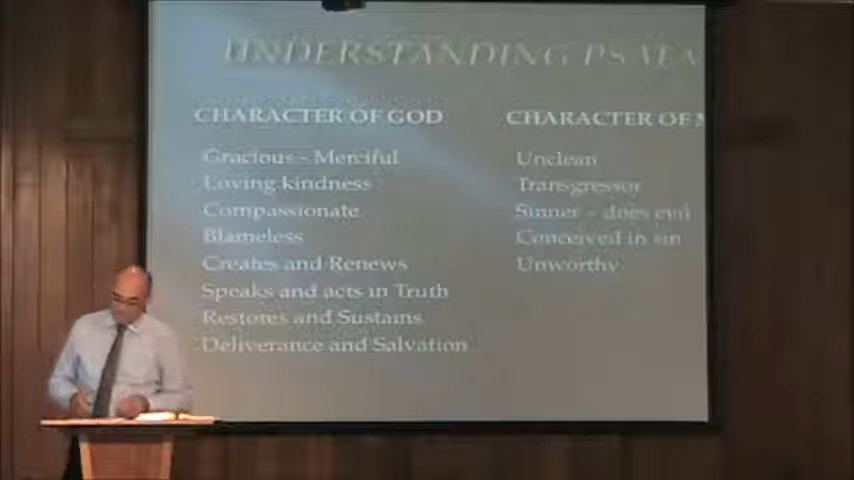 UNDERSTANDING
CHARACTER OF GOD
Gracious - Merciful
Loving kindness
Compassionate
Blameless
Creates and Renews
Speaks and acts in Truth
Restores and Sustains
Deliverance and Salvation
CHARACTER OF
Unclean
Transgressor
Sinner - does evil
Conceived in sin
Unworthy